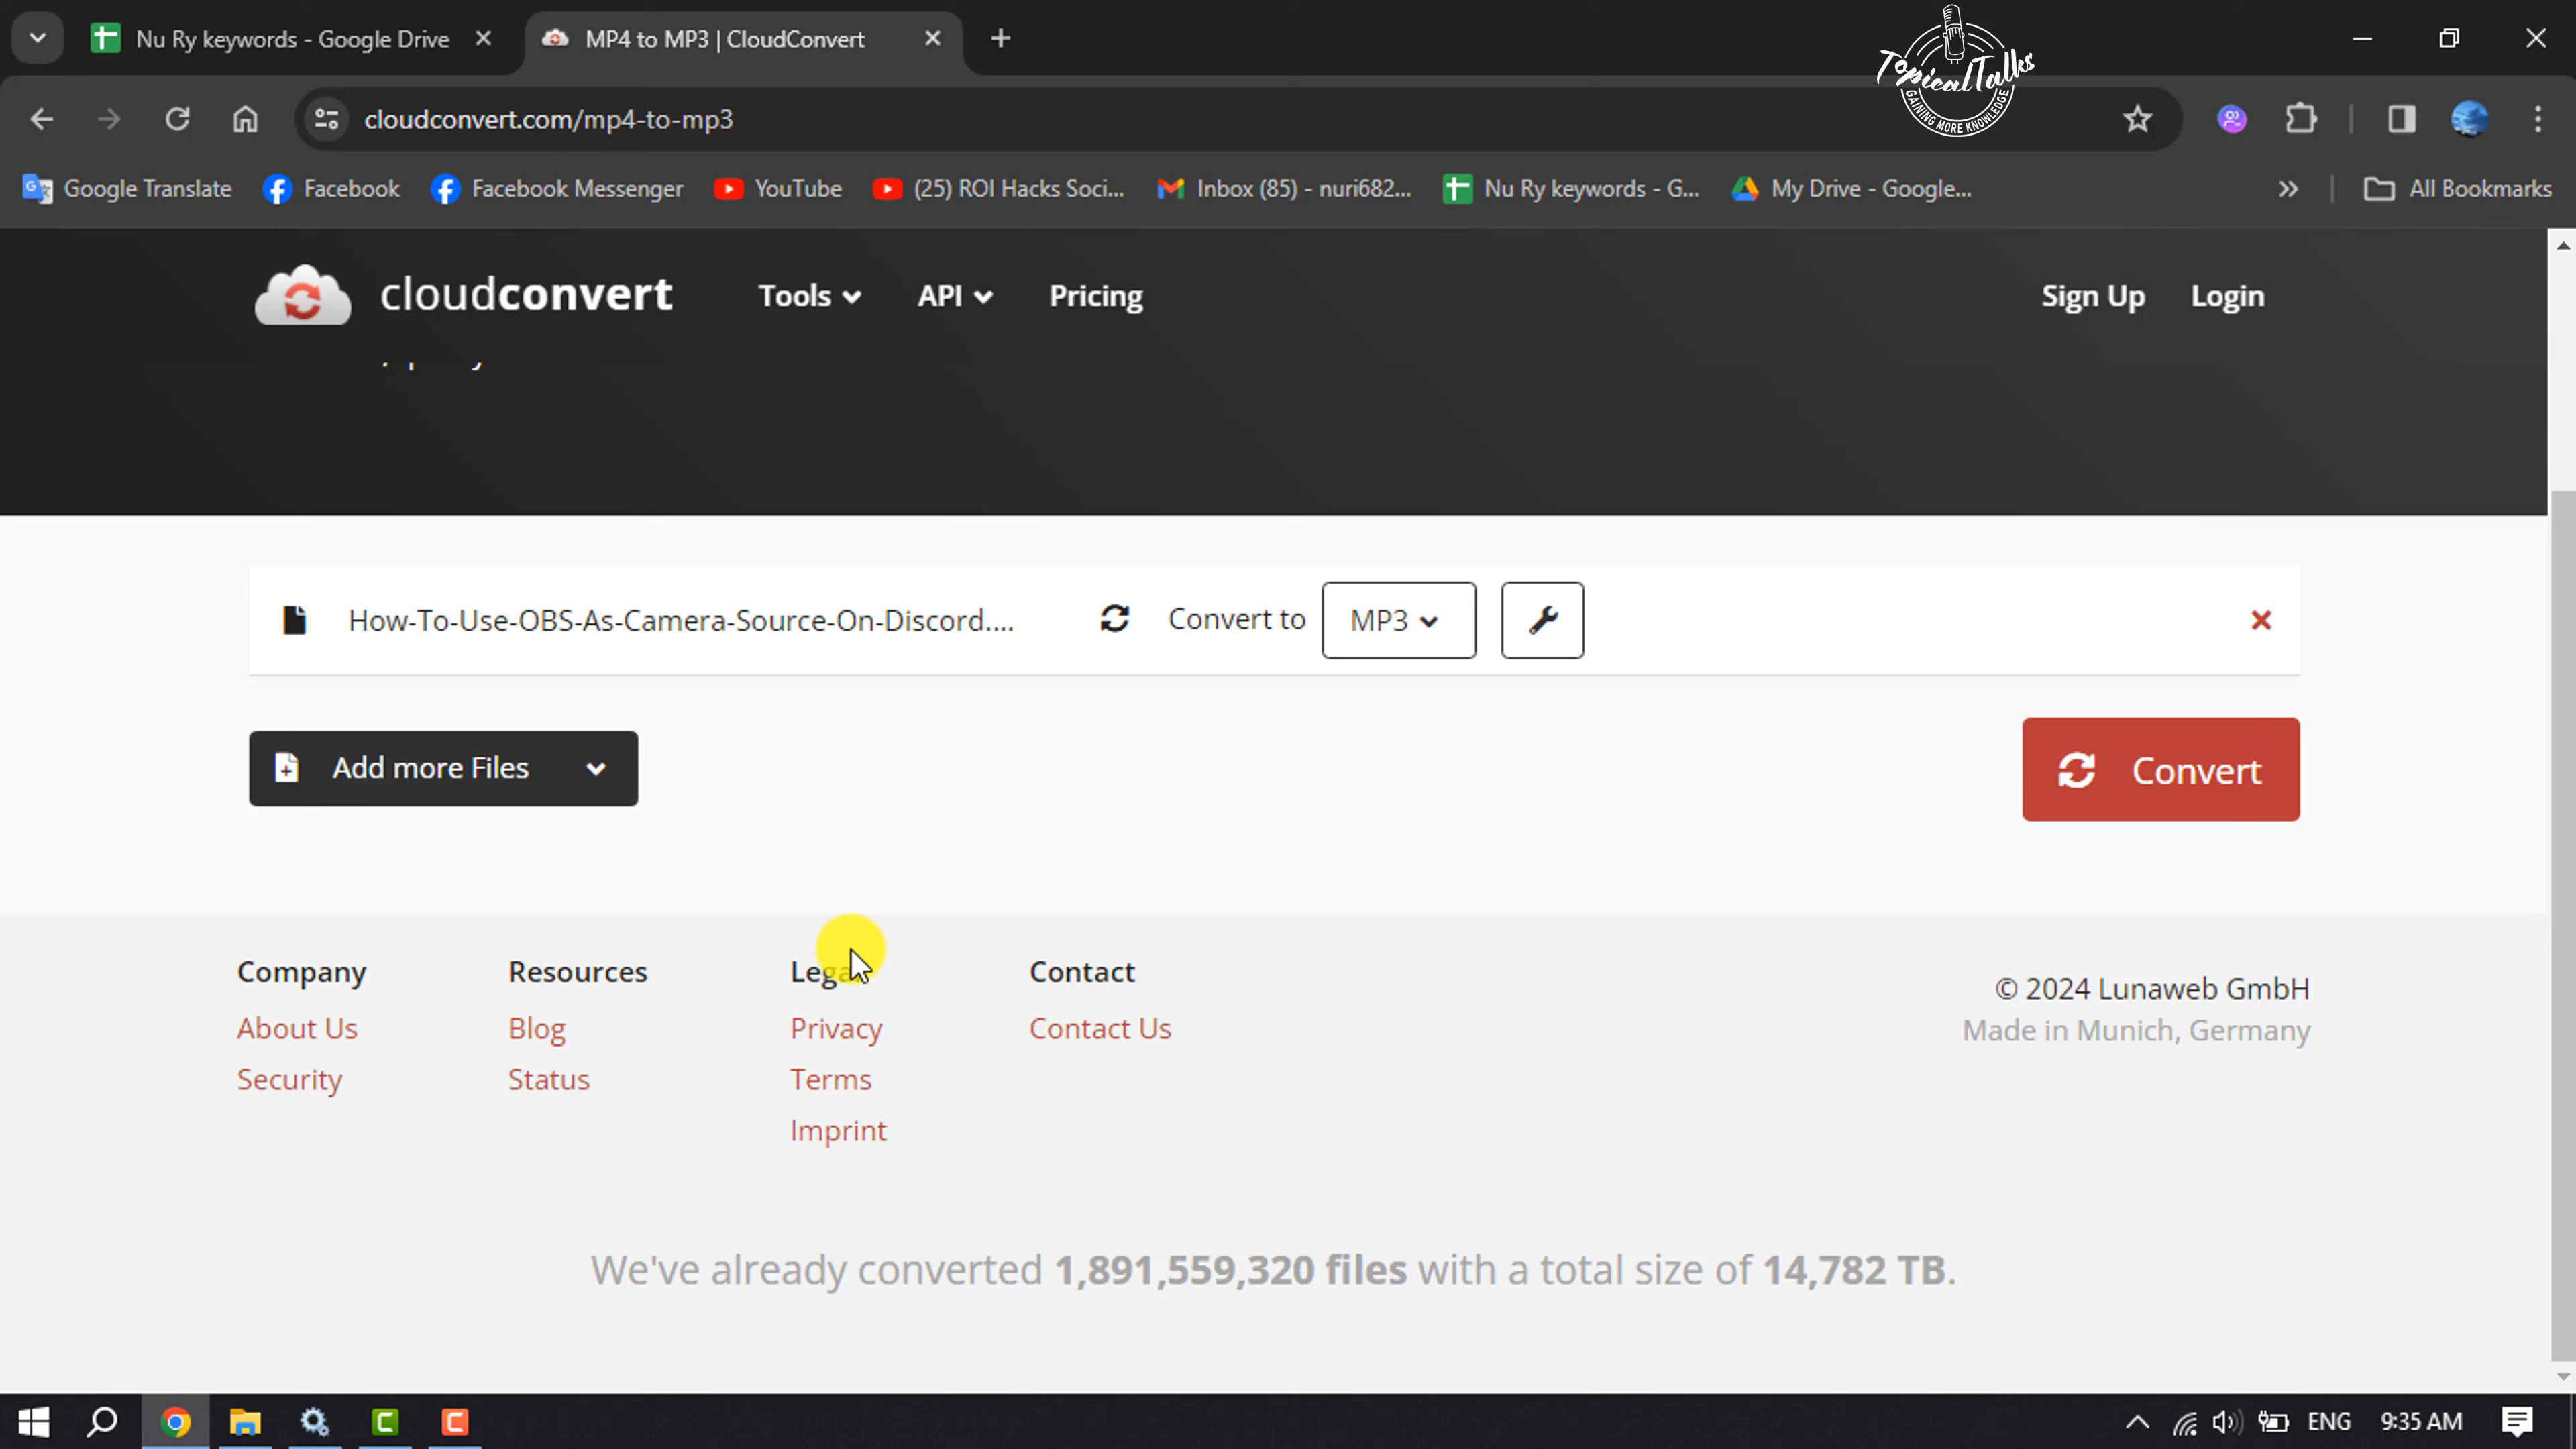 Nu Ry keywords - Google Drive
MP4 to MP3 | CloudConvert
TopicalTalks
GAINING MORE KNOWLEDGE
cloudconvert.com/mp4-to-mp3
Google Translate
Facebook
Facebook Messenger
YouTube
(25) ROI Hacks Soci...
Inbox (85) - nuri682...
Nu Ry keywords - G...
My Drive - Google...
All Bookmarks
cloudconvert
Tools
API
Pricing
Sign Up
Login
How-To-Use-OBS-As-Camera-Source-On-Discord....
Convert to
MP3
Add more Files
Convert
Company
Resources
Legal
Contact
© 2024 Lunaweb GmbH
About Us
Blog
Privacy
Contact Us
Made in Munich, Germany
Security
Status
Terms
Imprint
We've already converted 1,891,559,320 files with a total size of 14,782 TB.
ENG
9:35 AM